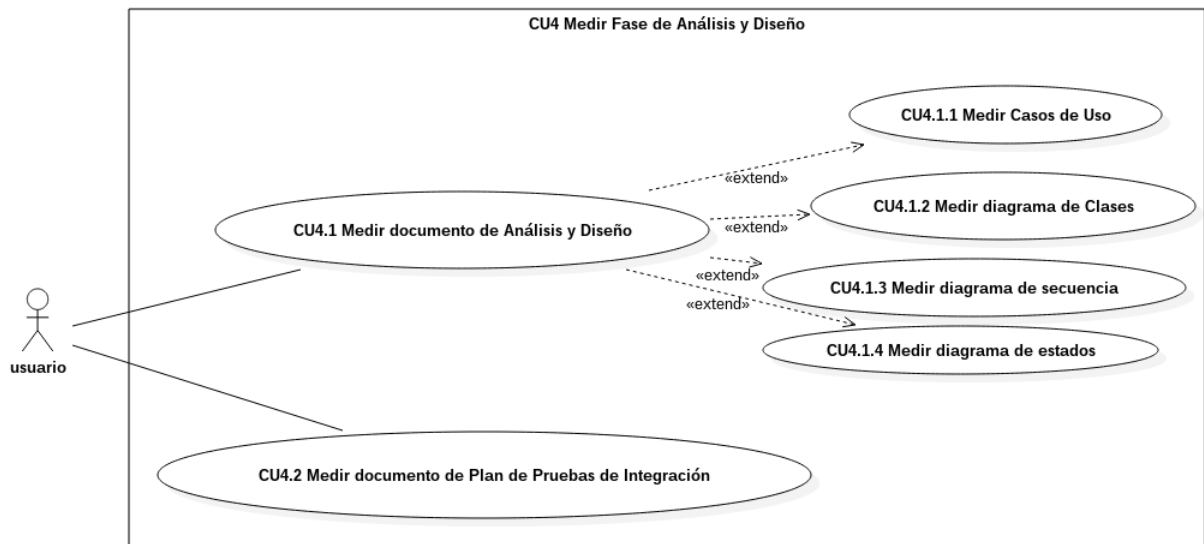 CU4 Medir Fase de Análisis y Diseño
CU4.1.1 Medir Casos de Uso
«extend»
CU4.1.2 Medir diagrama de Clases
«extend»
CU4.1 Medir documento de Análisis y Diseño
«extend»
CU4.1.3 Medir diagrama de secuencia
«extend»
CU4.1.4 Medir diagrama de estados
usuario
CU4.2 Medir documento de Plan de Pruebas de Integración